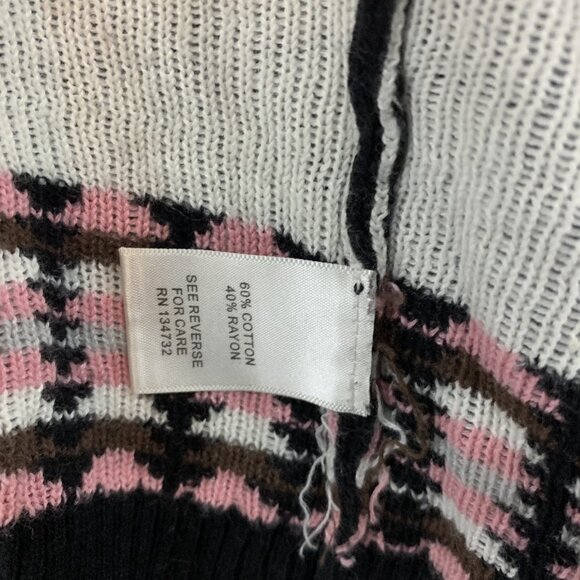 60% COTTON
40% RAYON
SEE REVERSE
FOR CARE
RN 134732